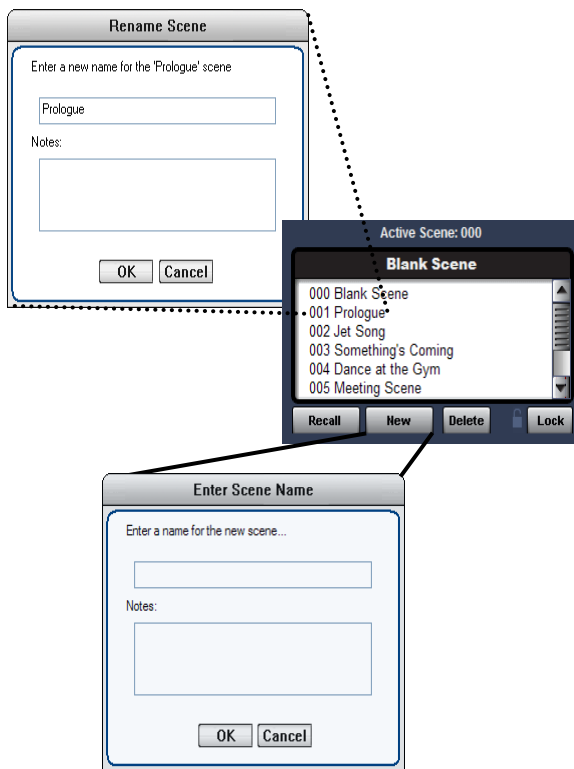 Rename Scene
Enter a new name for the 'Prologue' scene
Prologue
Notes:
OK Cancel
Active Scene: 000
Blank Scene
000 Blank Scene
001 Prologue
002 Jet Song
003 Something's Coming
004 Dance at the Gym
005 Meeting Scene
Recall New Delete Lock
Enter Scene Name
Enter a name for the new scene...
Notes:
OK Cancel